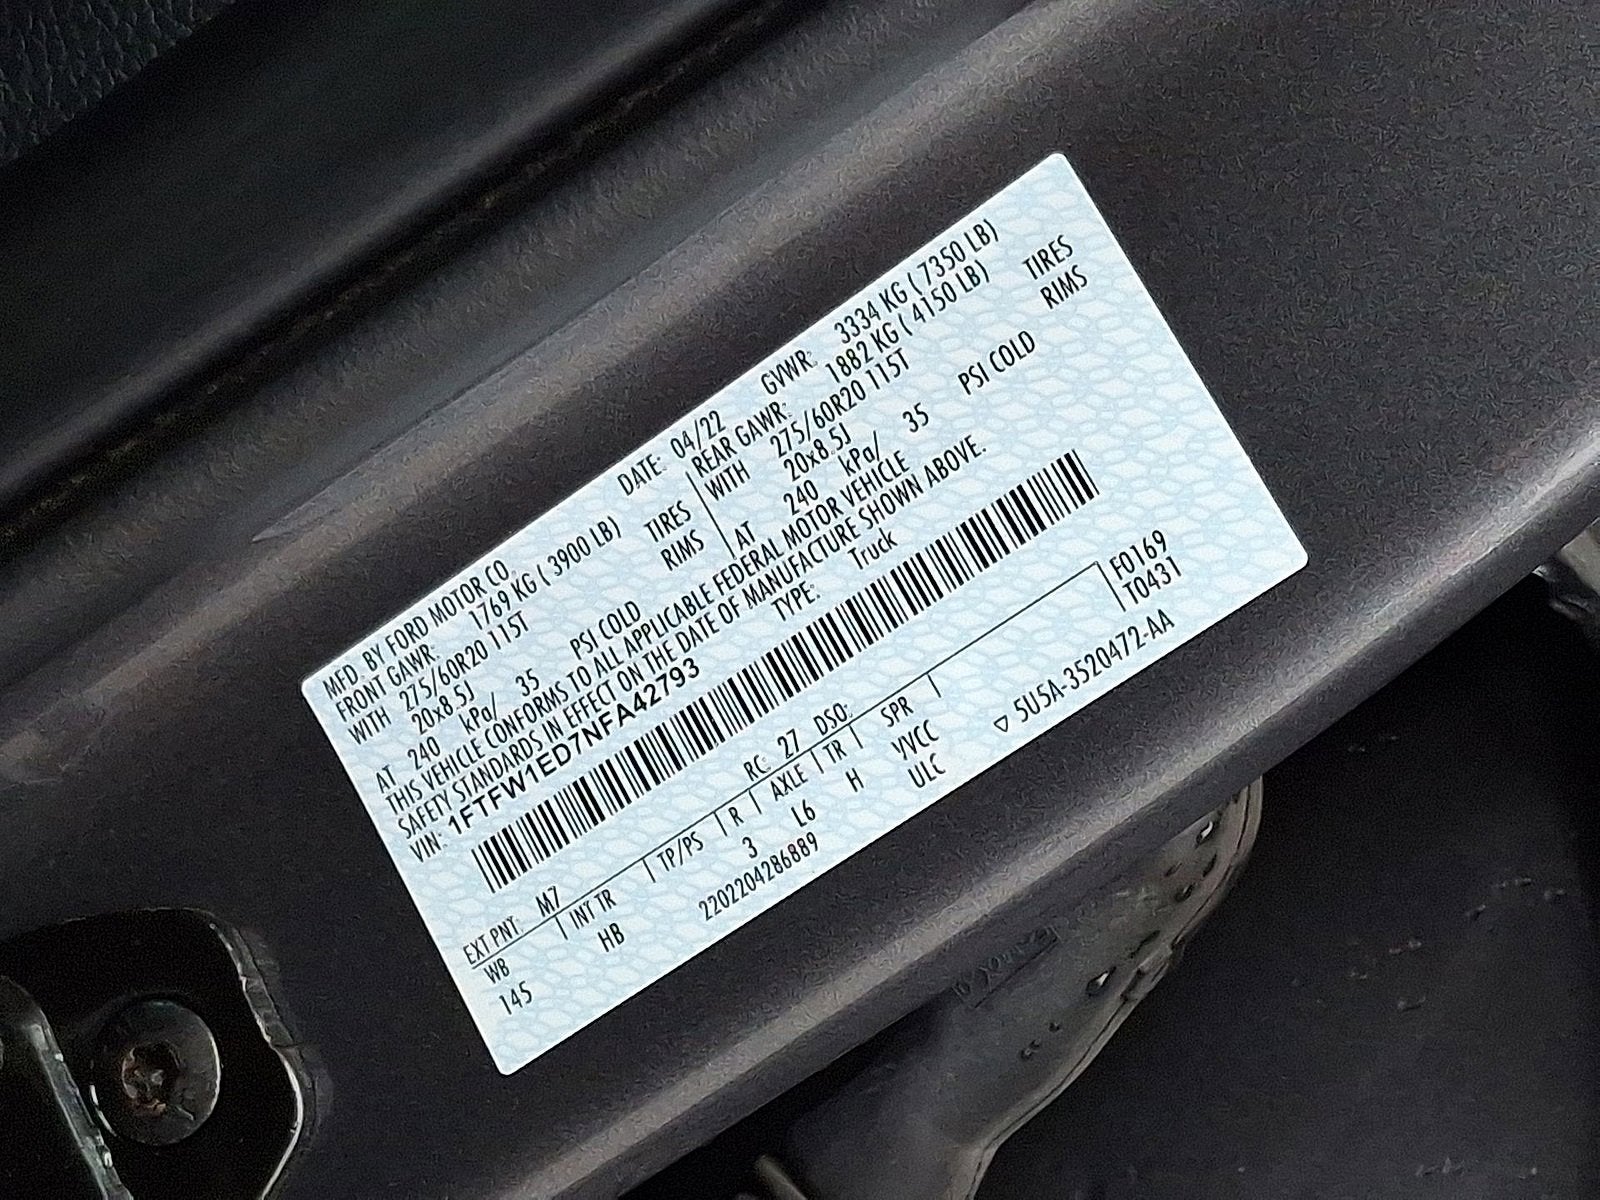 MFD. BY FORD MOTOR CO. DATE: 04/22 GVWR: 3334 KG ( 7350 LB)
FRONT GAWR: 1769 KG ( 3900 LB) REAR GAWR: 1882 KG ( 4150 LB)
WITH 275/60R20 115T TIRES WITH 275/60R20 115T TIRES
20x8.5J RIMS 20x8.5J RIMS
AT 240 kPa/ 35 PSI COLD AT 240 kPa/ 35 PSI COLD
THIS VEHICLE CONFORMS TO ALL APPLICABLE FEDERAL MOTOR VEHICLE
SAFETY STANDARDS IN EFFECT ON THE DATE OF MANUFACTURE SHOWN ABOVE.
VIN: 1FTFW1ED7NFA42793 TYPE: Truck
EXT PNT: M7 RC: 27 DSO: F0169
WB INT TR TP/PS R AXLE TR SPR T0431
145 HB 3 L6 H VVCC
2202204286889 ULC ▽ 5U5A-3520472-AA